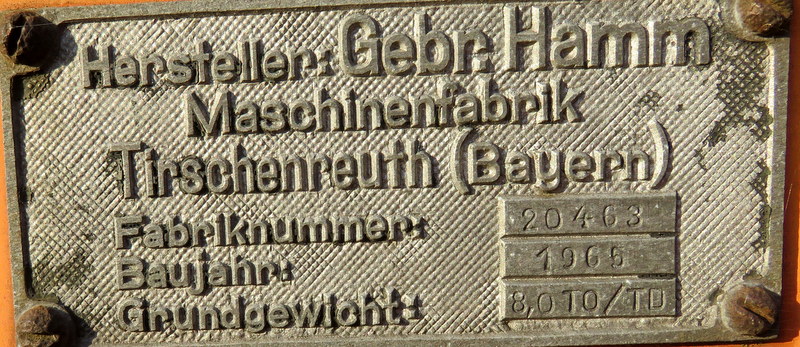 Hersteller: Gebr. Hamm
Maschinenfabrik
Tirschenreuth (Bayern)
Fabriknummer: 20463
Baujahr: 1965
Grundgewicht: 8,0 TO/TD